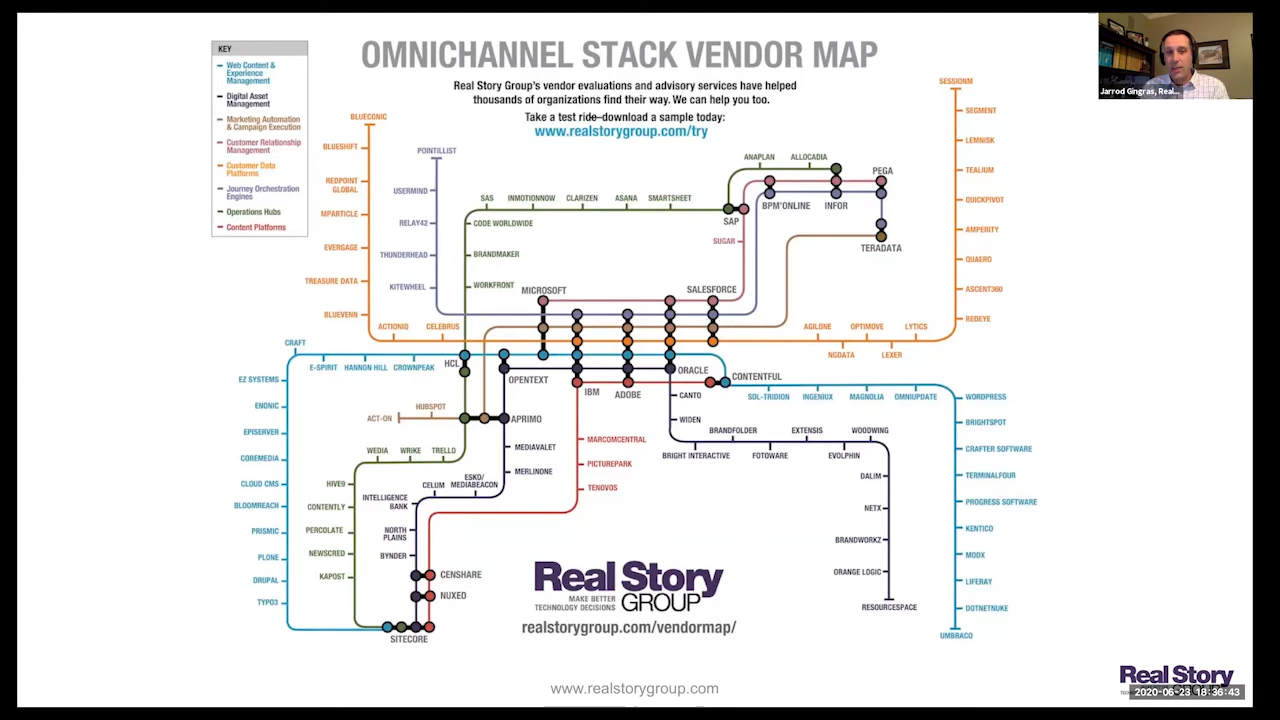 KEY
Web Content &
Experience
Management
Digital Asset
Management
Marketing Automation
& Campaign Execution
Customer Relationship
Management
Customer Data
Platforms
Journey Orchestration
Engines
Operations Hubs
Content Platforms
OMNICHANNEL STACK VENDOR MAP
Real Story Group's vendor evaluations and advisory services have helped
thousands of organizations find their way. We can help you too.
Take a test ride–download a sample today:
www.realstorygroup.com/try
Jarrod Gingras, Real...
BLUECONIC
BLUESHIFT
REDPOINT
GLOBAL
MPARTICLE
EVERGAGE
TREASURE DATA
BLUEVENN
ACTIONIQ
CELEBRUS
POINTILLIST
USERMIND
RELAY42
THUNDERHEAD
KITEWHEEL
SAS
INMOTIONNOW
CLARIZEN
ASANA
SMARTSHEET
CODE WORLDWIDE
BRANDMAKER
WORKFRONT
ANAPLAN
ALLOCADIA
PEGA
SAP
BPM'ONLINE
INFOR
SUGAR
TERADATA
MICROSOFT
SALESFORCE
SESSIONM
SEGMENT
LEMNISK
TEALIUM
QUICKPIVOT
AMPERITY
QUAERO
ASCENT360
REDEYE
AGILONE
OPTIMOVE
LYTICS
NGDATA
LEXER
CRAFT
E-SPIRIT
HANNON HILL
CROWNPEAK
HCL
OPENTEXT
IBM
ADOBE
ORACLE
CONTENTFUL
EZ SYSTEMS
ENONIC
EPISERVER
COREMEDIA
CLOUD CMS
BLOOMREACH
PRISMIC
PLONE
DRUPAL
TYPO3
ACT-ON
HUBSPOT
APRIMO
WEDIA
WRIKE
TRELLO
HIVE9
CONTENTLY
PERCOLATE
NEWSCRED
KAPOST
MEDIAVALET
MERLINONE
ESKO/
MEDIABEACON
CELUM
INTELLIGENCE
BANK
NORTH
PLAINS
BYNDER
CENSHARE
NUXEO
SITECORE
MARCOMCENTRAL
PICTUREPARK
TENOVOS
CANTO
WIDEN
BRANDFOLDER
EXTENSIS
WOODWING
BRIGHT INTERACTIVE
FOTOWARE
EVOLPHIN
DALIM
NETX
BRANDWORKZ
ORANGE LOGIC
RESOURCESPACE
SDL-TRIDION
INGENIUX
MAGNOLIA
OMNIUPDATE
WORDPRESS
BRIGHTSPOT
CRAFTER SOFTWARE
TERMINALFOUR
PROGRESS SOFTWARE
KENTICO
MODX
LIFERAY
DOTNETNUKE
UMBRACO
Real Story
MAKE BETTER
TECHNOLOGY DECISIONS
GROUP
realstorygroup.com/vendormap/
www.realstorygroup.com
Real Story
2020-06-23 18:36:43